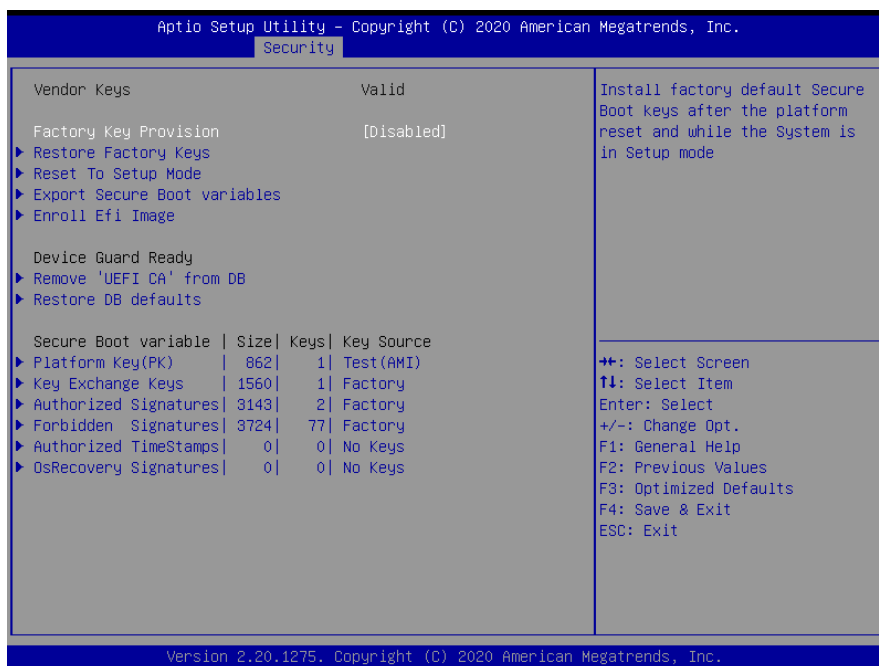 Aptio Setup Utility – Copyright (C) 2020 American Megatrends, Inc.
Security
Vendor Keys Valid
Factory Key Provision [Disabled]
Restore Factory Keys
Reset To Setup Mode
Export Secure Boot variables
Enroll Efi Image
Device Guard Ready
Remove 'UEFI CA' from DB
Restore DB defaults
Secure Boot variable | Size| Keys| Key Source
Platform Key(PK) | 862| 1| Test(AMI)
Key Exchange Keys | 1560| 1| Factory
Authorized Signatures| 3143| 2| Factory
Forbidden Signatures| 3724| 77| Factory
Authorized TimeStamps| 0| 0| No Keys
OsRecovery Signatures| 0| 0| No Keys
Install factory default Secure
Boot keys after the platform
reset and while the System is
in Setup mode
→←: Select Screen
↑↓: Select Item
Enter: Select
+/-: Change Opt.
F1: General Help
F2: Previous Values
F3: Optimized Defaults
F4: Save & Exit
ESC: Exit
Version 2.20.1275. Copyright (C) 2020 American Megatrends, Inc.